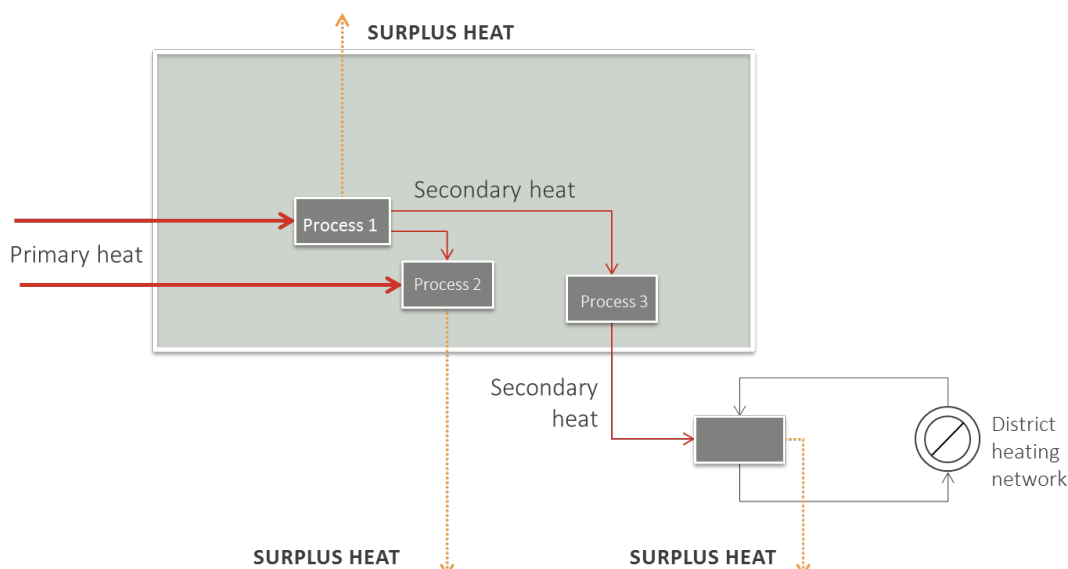 SURPLUS HEAT
Secondary heat
Process 1
Primary heat
Process 2
Process 3
Secondary
heat
District
heating
network
SURPLUS HEAT
SURPLUS HEAT